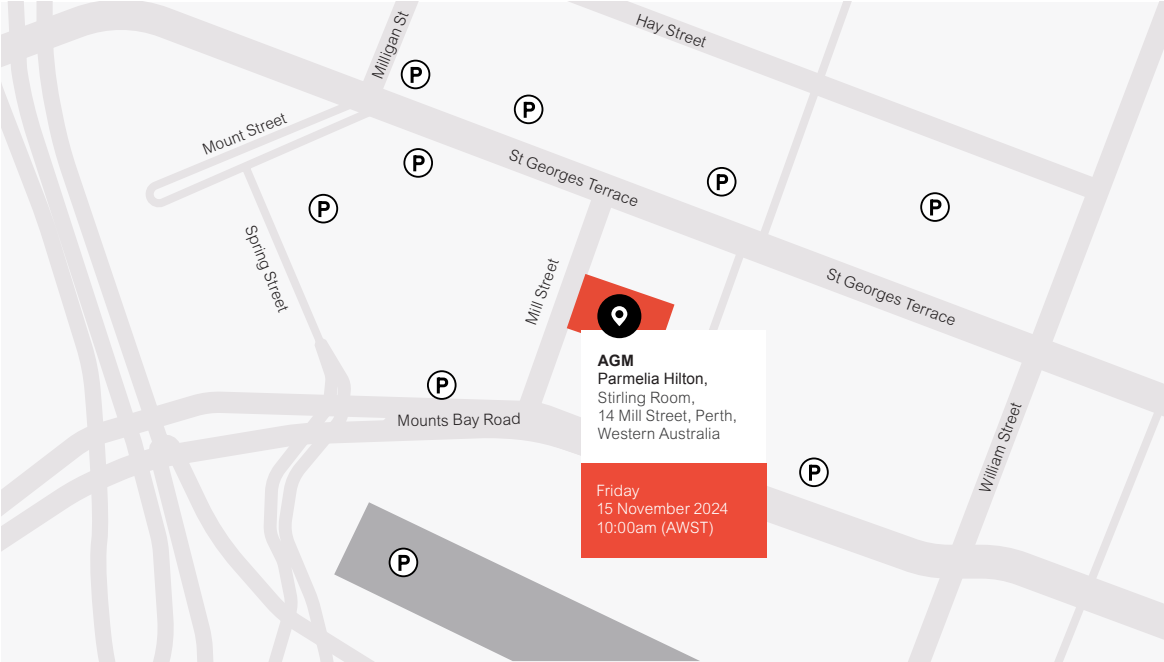 Hay Street
Milligan St
P
P
Mount Street
St Georges Terrace
P
P
P
P
Spring Street
Mill Street
St Georges Terrace
AGM
Parmelia Hilton,
Stirling Room,
14 Mill Street, Perth,
Western Australia
P
Mounts Bay Road
William Street
P
Friday
15 November 2024
10:00am (AWST)
P